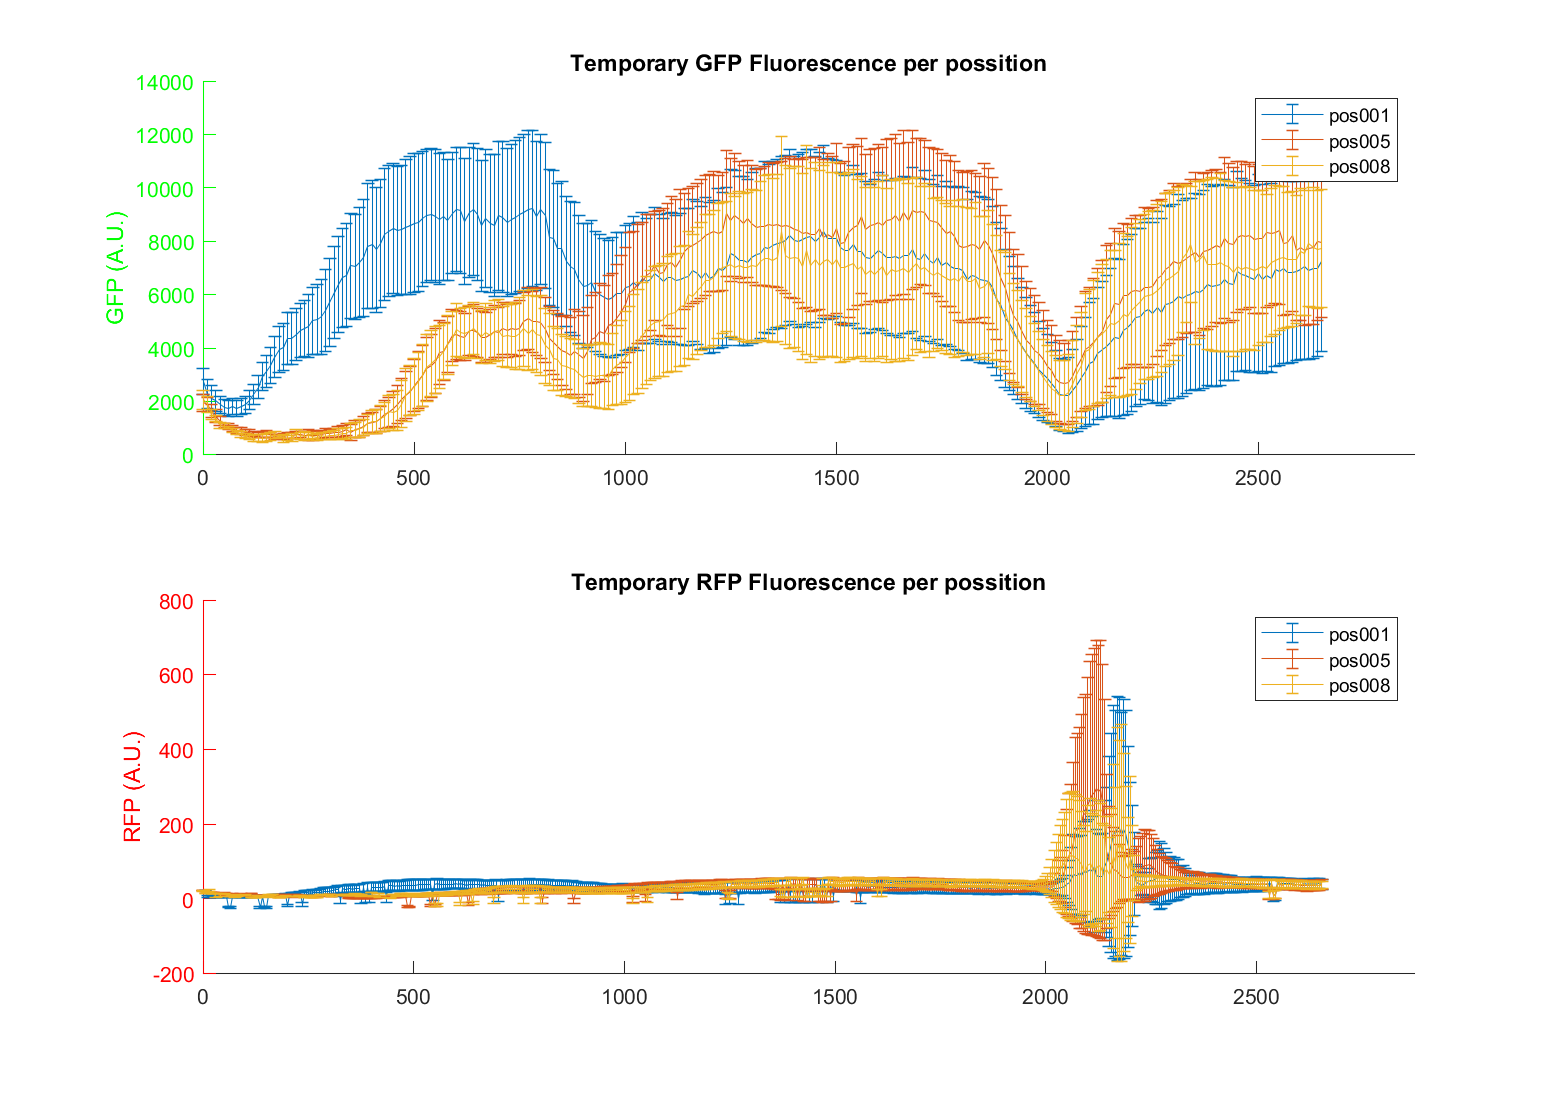 Temporary GFP Fluorescence per possition
14000
12000
10000
8000
6000
4000
2000
0
GFP (A.U.)
pos001
pos005
pos008
0 500 1000 1500 2000 2500
Temporary RFP Fluorescence per possition
800
600
400
200
0
-200
RFP (A.U.)
pos001
pos005
pos008
0 500 1000 1500 2000 2500